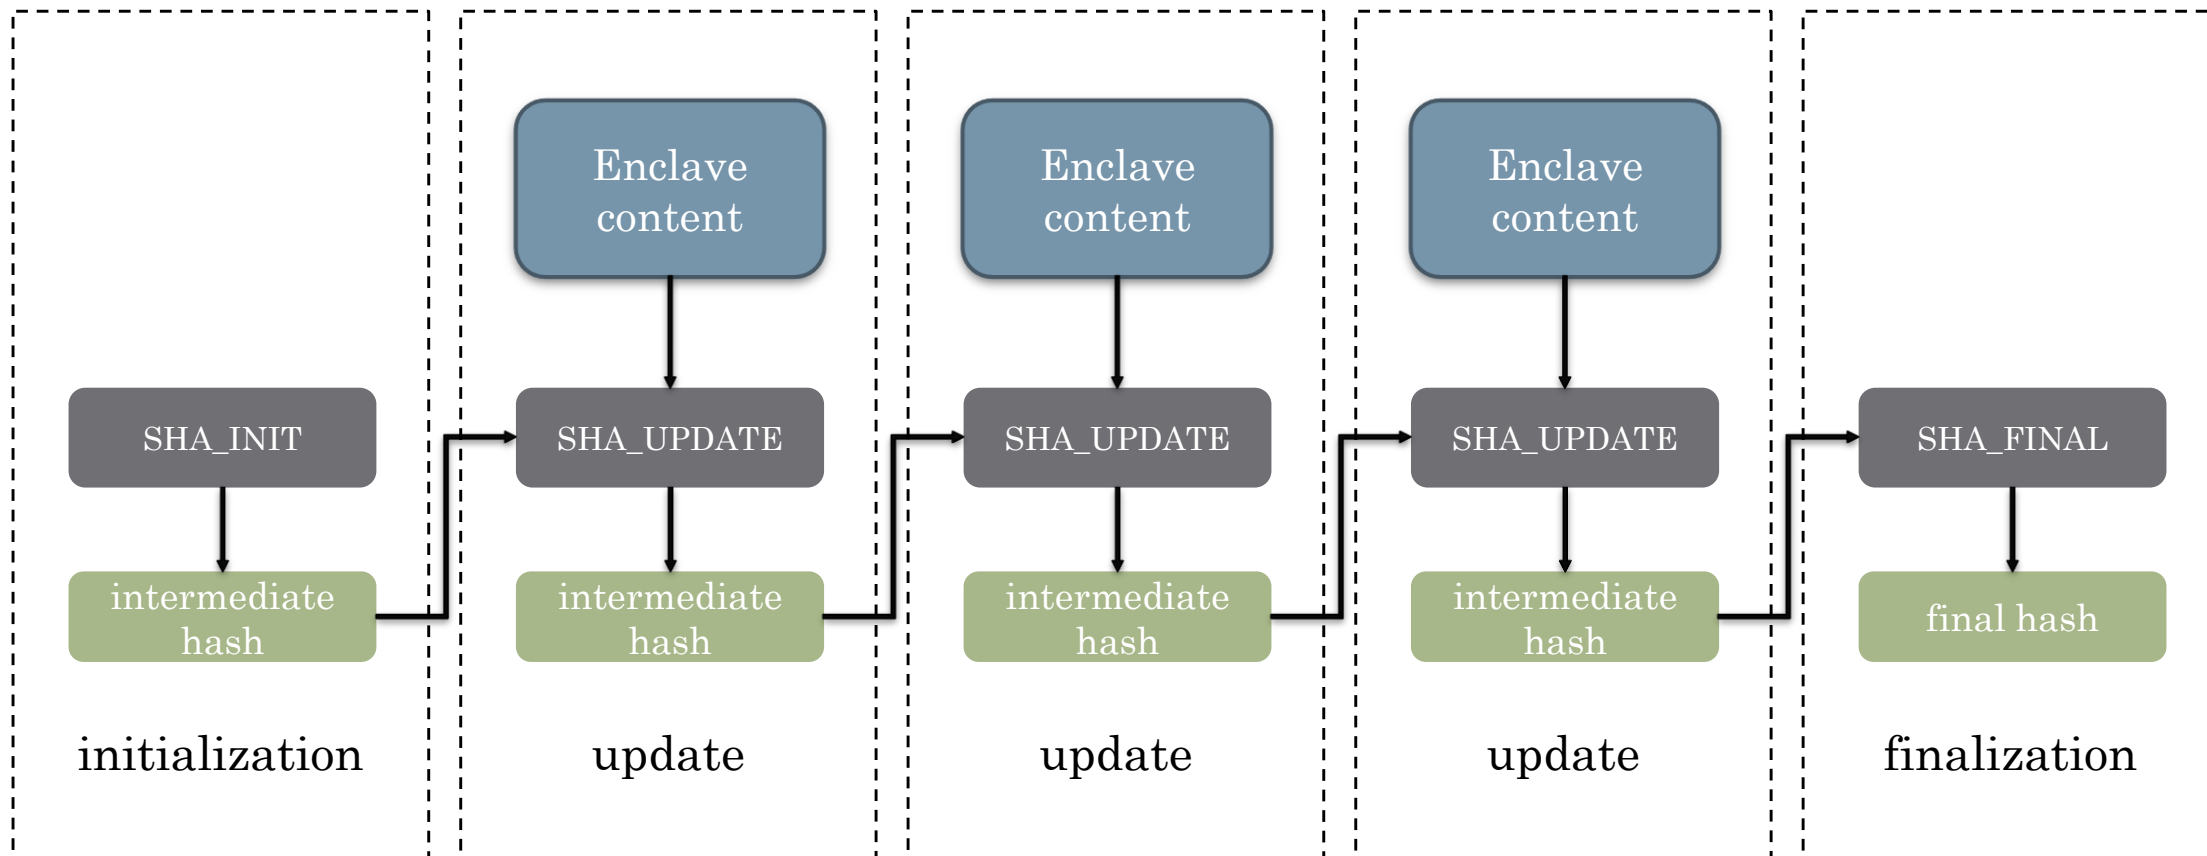 Enclave
content
Enclave
content
Enclave
content
SHA_INIT
SHA_UPDATE
SHA_UPDATE
SHA_UPDATE
SHA_FINAL
intermediate
hash
intermediate
hash
intermediate
hash
intermediate
hash
final hash
initialization
update
update
update
finalization